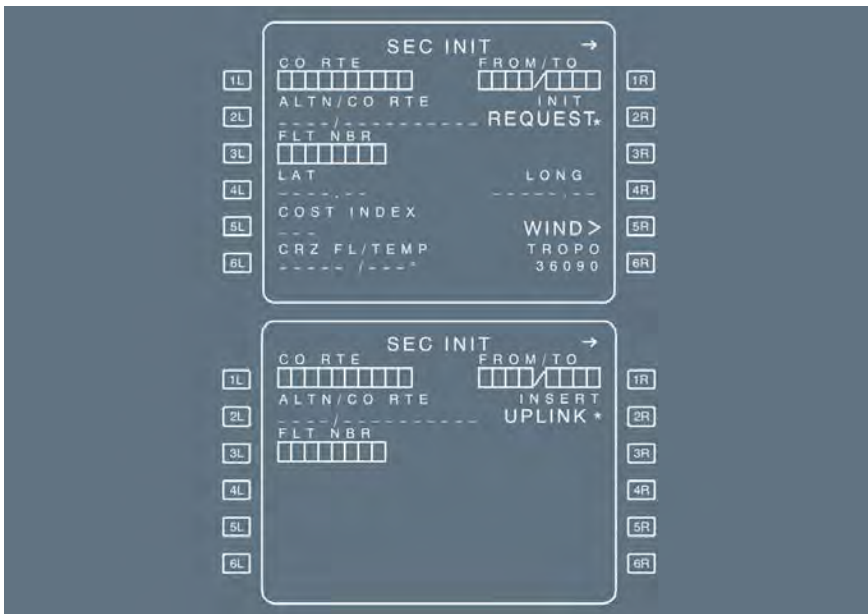 SEC INIT →
CO RTE FROM/TO
1L / 1R
ALTN/CO RTE INIT
2L ----/---------- REQUEST* 2R
FLT NBR
3L 3R
LAT LONG
4L ----.-- -----.-- 4R
COST INDEX
5L --- WIND> 5R
CRZ FL/TEMP TROPO
6L ----- /---° 36090 6R
SEC INIT →
CO RTE FROM/TO
1L / 1R
ALTN/CO RTE INSERT
2L ----/---------- UPLINK * 2R
FLT NBR
3L 3R
4L 4R
5L 5R
6L 6R